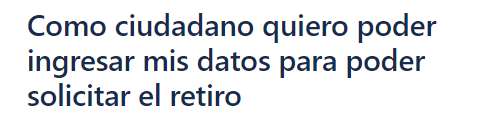 Como ciudadano quiero poder
ingresar mis datos para poder
solicitar el retiro